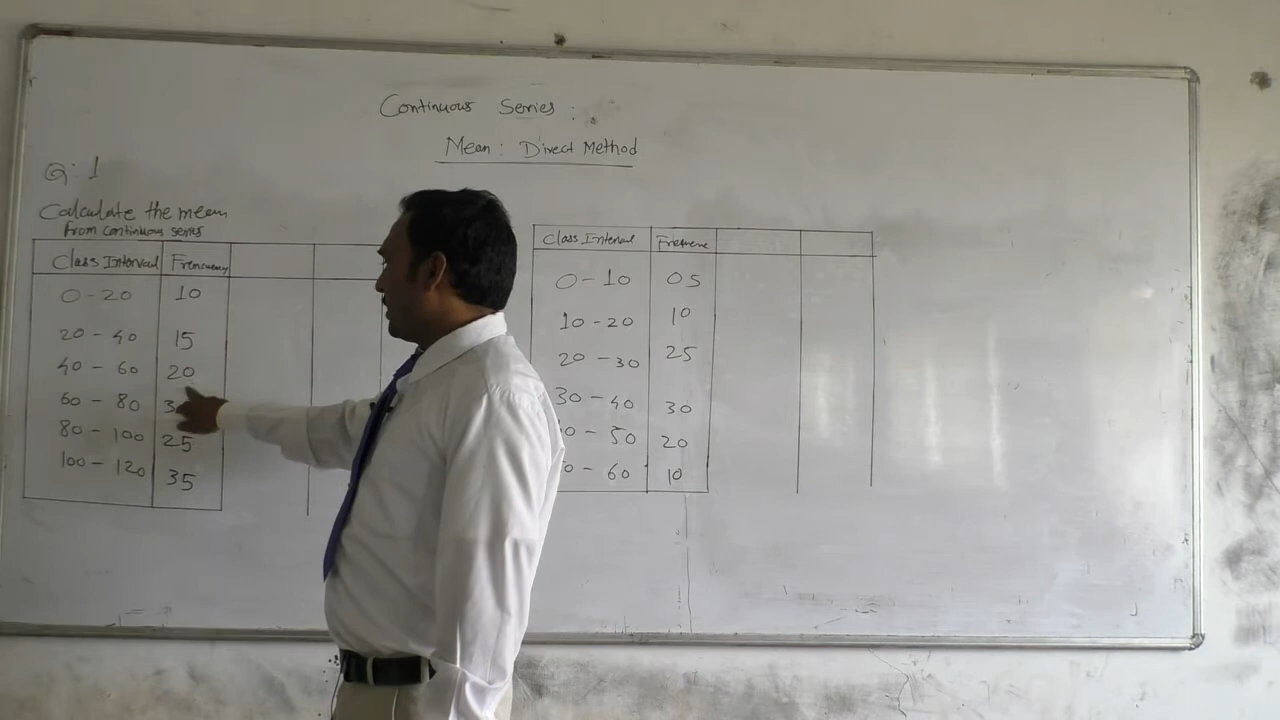 Continuous Series :
Mean : Direct Method
Q: 1
Calculate the mean
from continuous series
Class Interval Frencuency
0 - 20 10
20 - 40 15
40 - 60 20
60 - 80
80 - 100 25
100 - 120 35
Class Interval
0 - 10 05
10 - 20 10
20 - 30 25
30 - 40 30
- 50 20
- 60 10